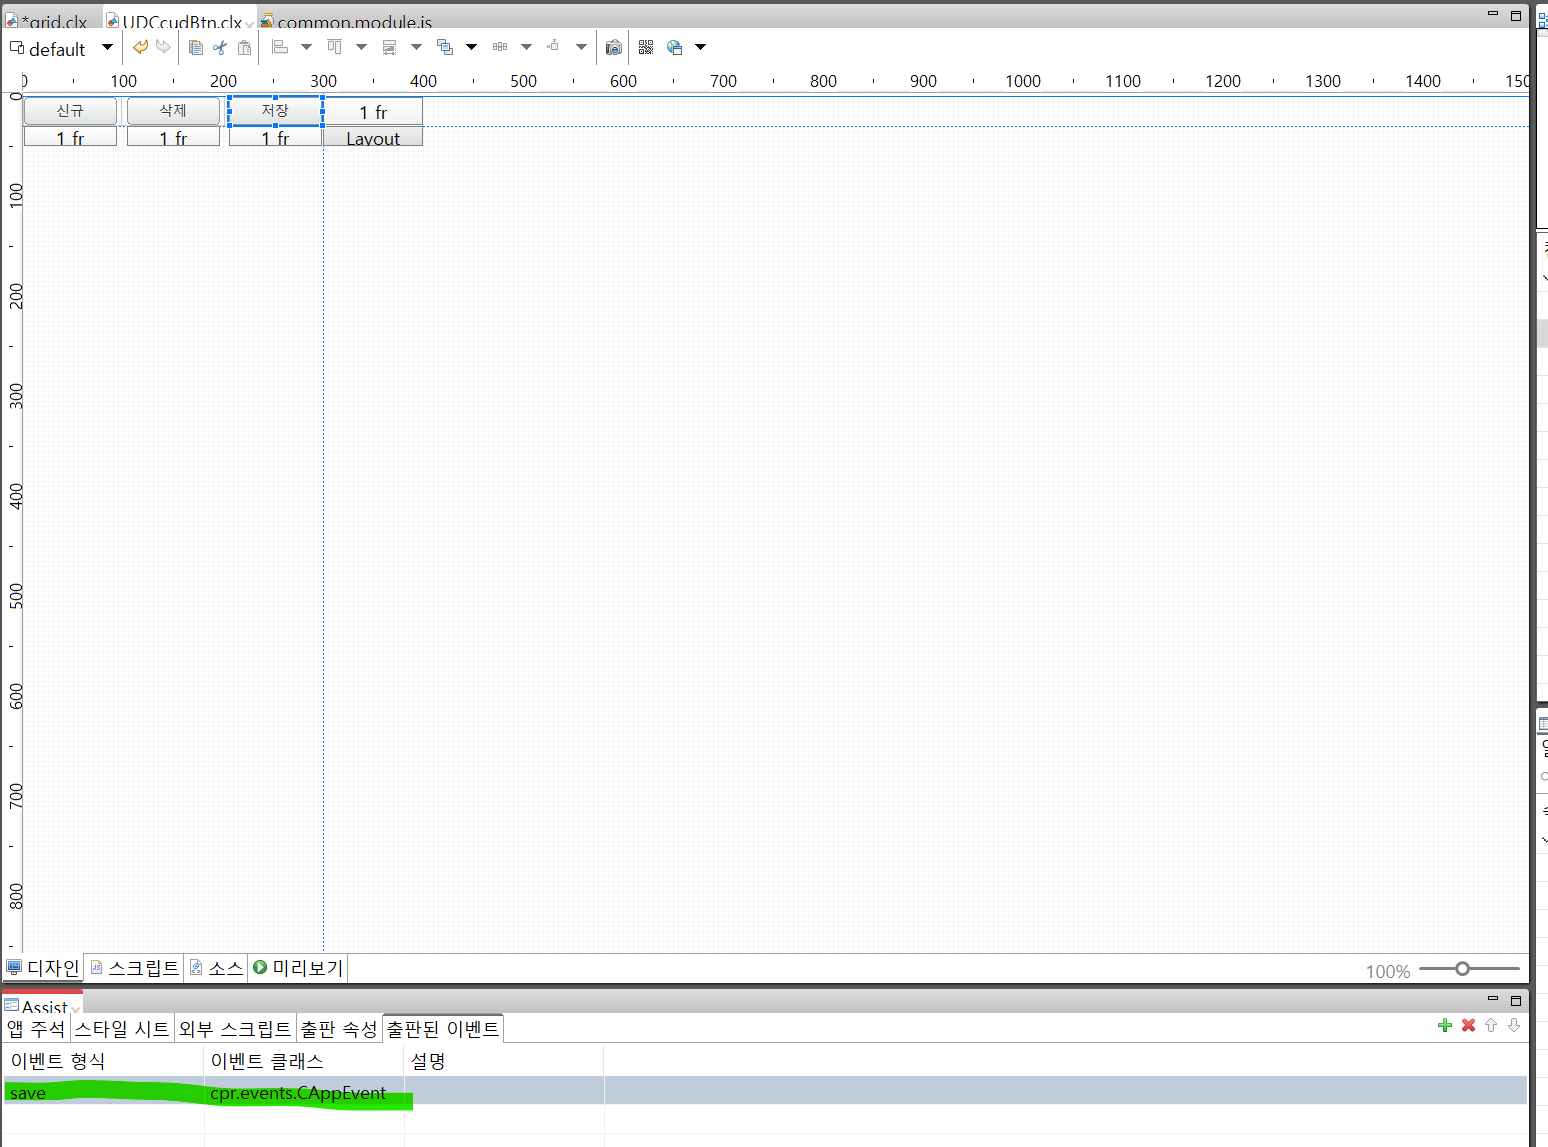 *grid.clx UDCcudBtn.clx common.module.js
default
0 100 200 300 400 500 600 700 800 900 1000 1100 1200 1300 1400 150
0
신규 삭제 저장 1 fr
1 fr 1 fr 1 fr Layout
100
200
300
400
500
600
700
800
디자인 스크립트 소스 미리보기
100%
Assist
앱 주석 스타일 시트 외부 스크립트 출판 속성 출판된 이벤트
이벤트 형식 이벤트 클래스 설명
save cpr.events.CAppEvent